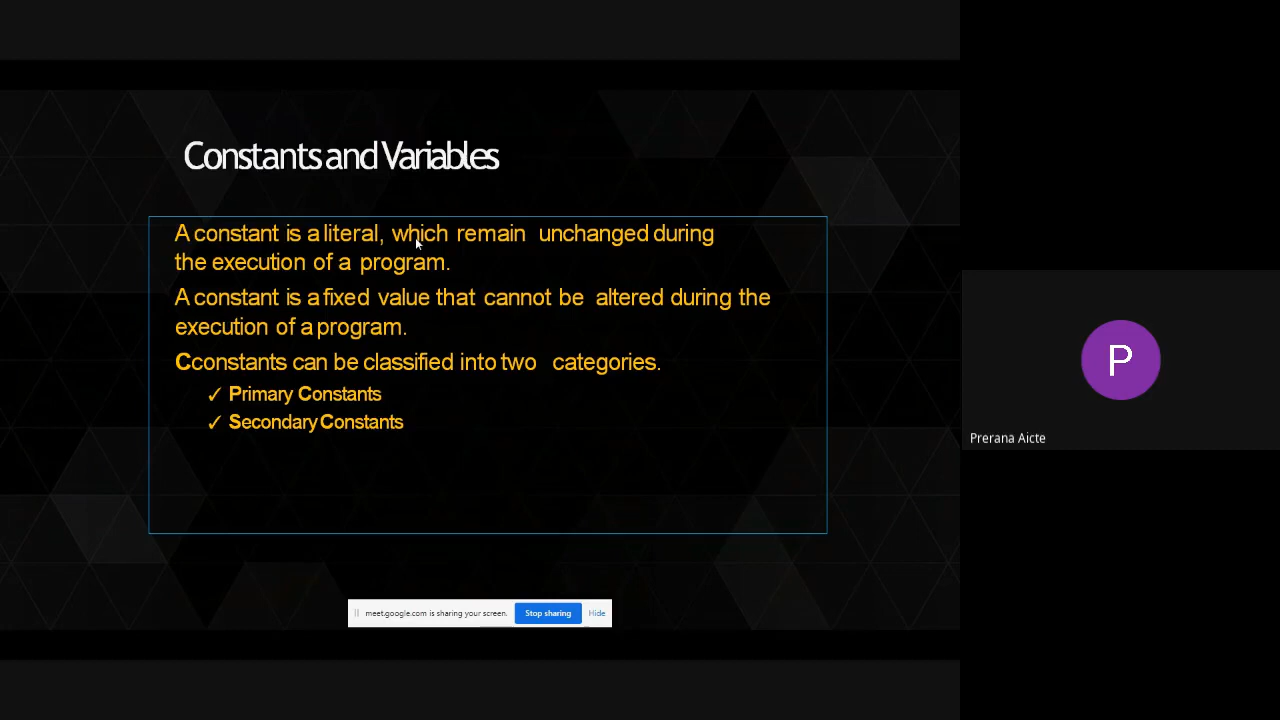 Constants and Variables
A constant is a literal, which remain unchanged during
the execution of a program.
A constant is a fixed value that cannot be altered during the
execution of a program.
Cconstants can be classified into two categories.
✓ Primary Constants
✓ Secondary Constants
meet.google.com is sharing your screen. Stop sharing Hide
P
Prerana Aicte